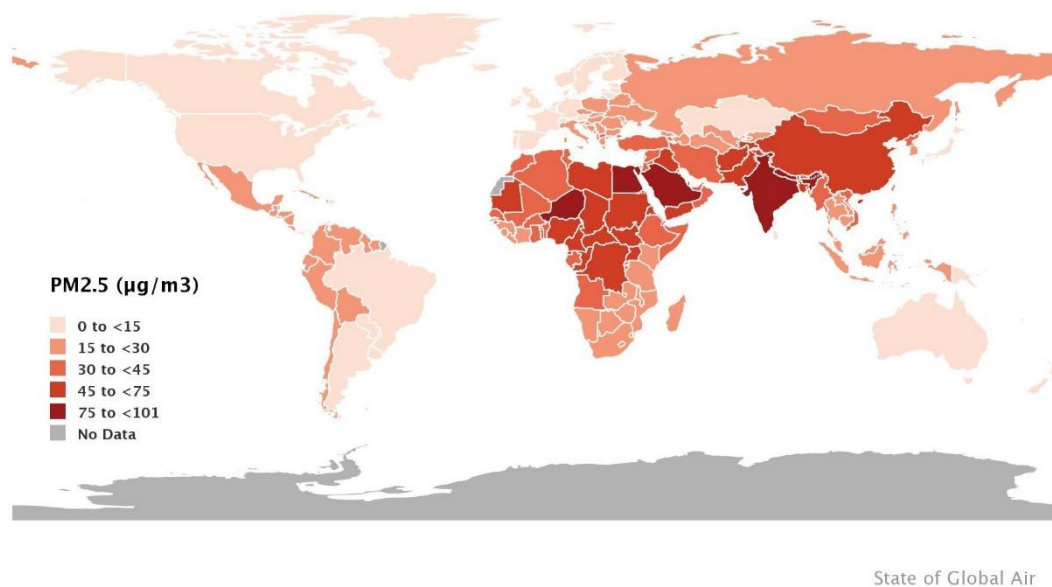 PM2.5 (µg/m3)
0 to <15
15 to <30
30 to <45
45 to <75
75 to <101
No Data
State of Global Air